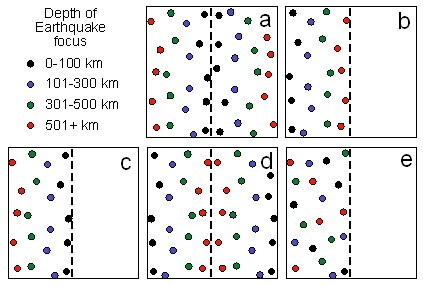 Depth of
Earthquake
focus
0-100 km
101-300 km
301-500 km
501+ km
a
b
c
d
e